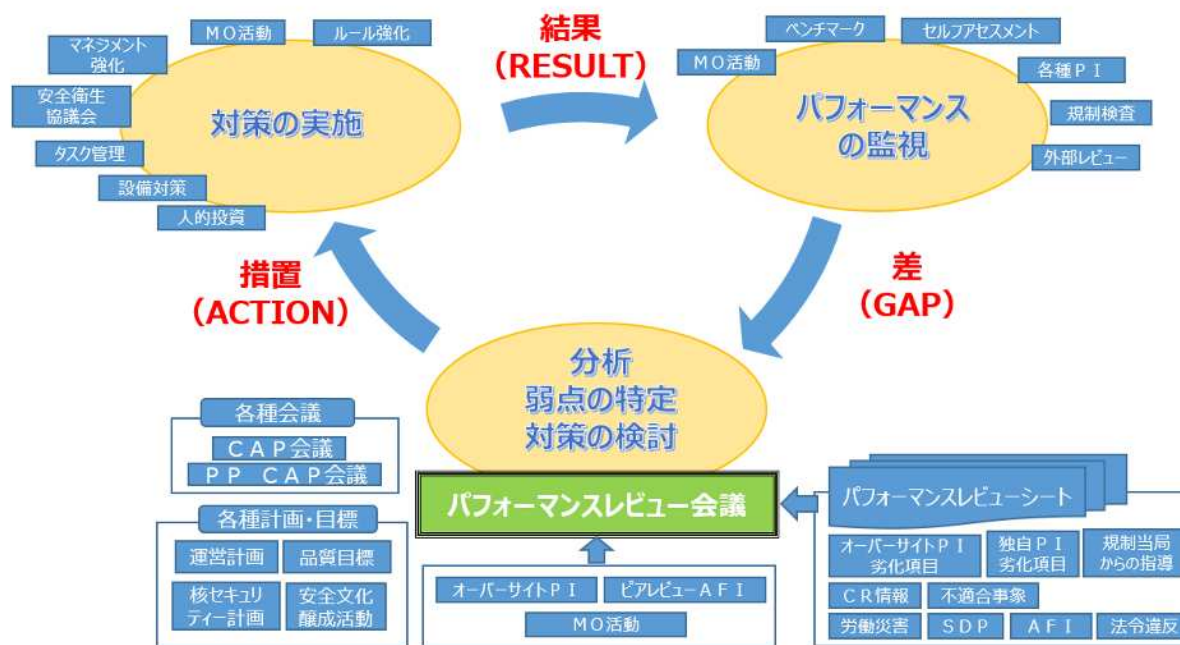 MO活動
ルール強化
マネジメント
強化
安全衛生
協議会
タスク管理
設備対策
人的投資
対策の実施
結果
(RESULT)
ベンチマーク
セルフアセスメント
MO活動
各種PI
規制検査
外部レビュー
パフォーマンス
の監視
措置
(ACTION)
差
(GAP)
分析
弱点の特定
対策の検討
パフォーマンスレビュー会議
各種会議
CAP会議
PP CAP会議
各種計画・目標
運営計画
品質目標
核セキュリ
ティー計画
安全文化
醸成活動
オーバーサイトPI
ピアレビューAFI
MO活動
パフォーマンスレビューシート
オーバーサイトPI
劣化項目
独自PI
劣化項目
規制当局
からの指導
CR情報
不適合事象
労働災害
SDP
AFI
法令違反